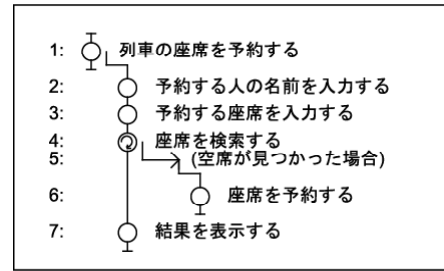 1: 列車の座席を予約する
2: 予約する人の名前を入力する
3: 予約する座席を入力する
4: 座席を検索する
5: (空席が見つかった場合)
6: 座席を予約する
7: 結果を表示する